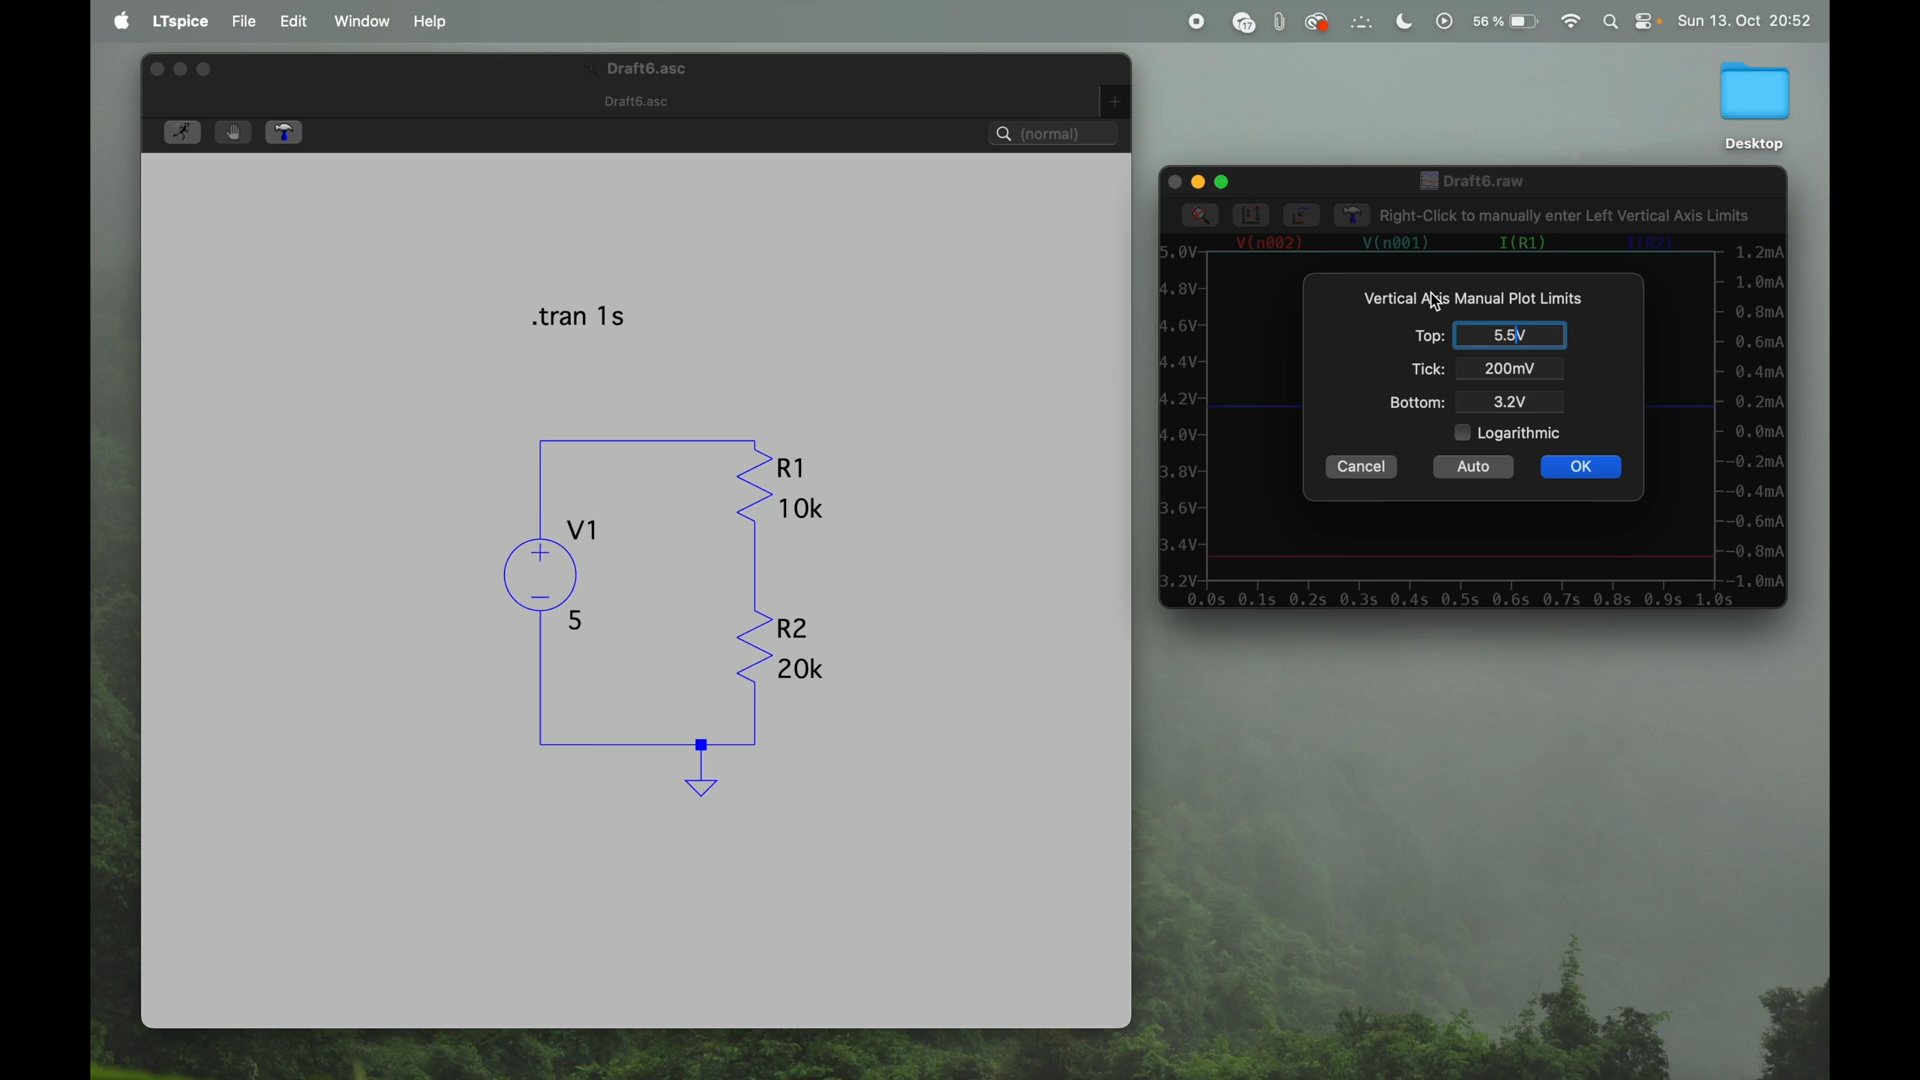 LTspice File Edit Window Help
17
56 %
Sun 13. Oct 20:52
Draft6.asc
Draft6.asc
(normal)
.tran 1s
V1
5
R1
10k
R2
20k
Desktop
Draft6.raw
Right-Click to manually enter Left Vertical Axis Limits
V(n002) V(n001) I(R1) I(R2)
5.0V
4.8V
4.6V
4.4V
4.2V
4.0V
3.8V
3.6V
3.4V
3.2V
1.2mA
1.0mA
0.8mA
0.6mA
0.4mA
0.2mA
0.0mA
-0.2mA
-0.4mA
-0.6mA
-0.8mA
-1.0mA
0.0s 0.1s 0.2s 0.3s 0.4s 0.5s 0.6s 0.7s 0.8s 0.9s 1.0s
Vertical Axis Manual Plot Limits
Top: 5.5V
Tick: 200mV
Bottom: 3.2V
Logarithmic
Cancel Auto OK